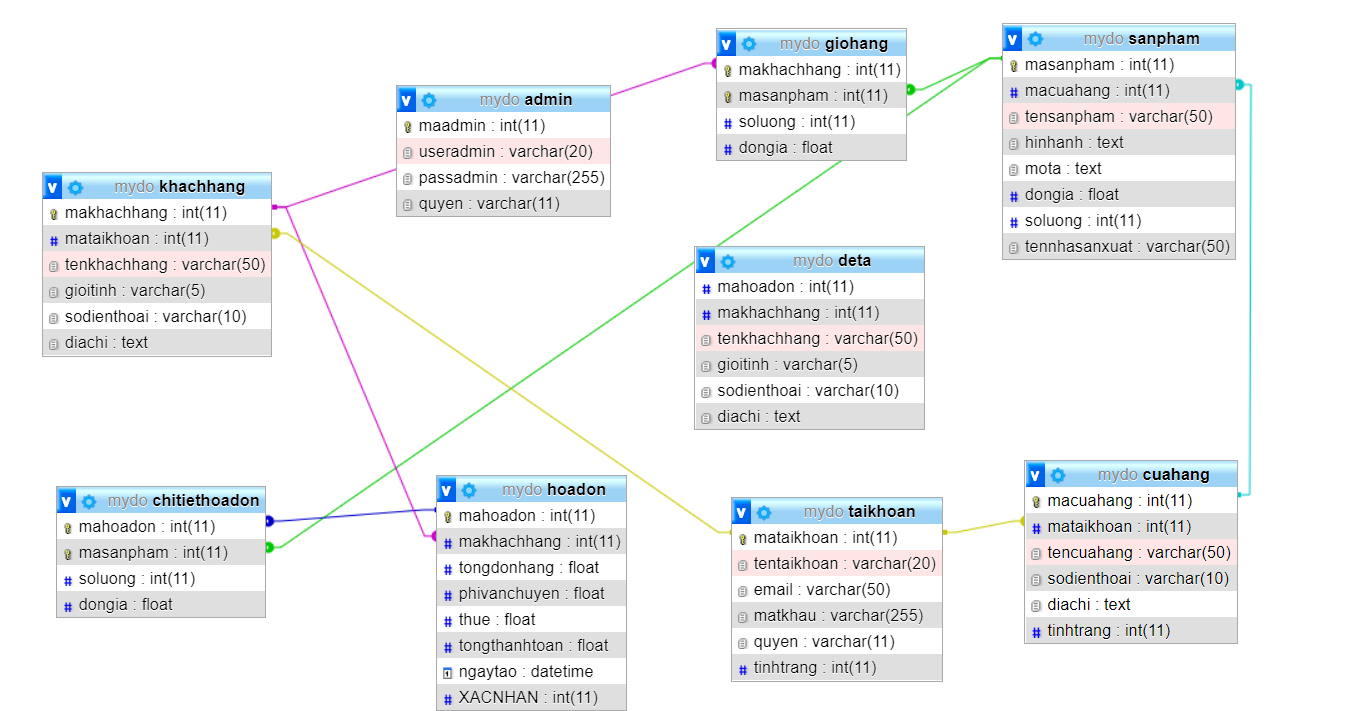 mydo khachhang
makhachhang : int(11)
mataikhoan : int(11)
tenkhachhang : varchar(50)
gioitinh : varchar(5)
sodienthoai : varchar(10)
diachi : text
mydo admin
maadmin : int(11)
useradmin : varchar(20)
passadmin : varchar(255)
quyen : varchar(11)
mydo giohang
makhachhang : int(11)
masanpham : int(11)
soluong : int(11)
dongia : float
mydo sanpham
masanpham : int(11)
macuahang : int(11)
tensanpham : varchar(50)
hinhanh : text
mota : text
dongia : float
soluong : int(11)
tennhasanxuat : varchar(50)
mydo deta
mahoadon : int(11)
makhachhang : int(11)
tenkhachhang : varchar(50)
gioitinh : varchar(5)
sodienthoai : varchar(10)
diachi : text
mydo chitiethoadon
mahoadon : int(11)
masanpham : int(11)
soluong : int(11)
dongia : float
mydo hoadon
mahoadon : int(11)
makhachhang : int(11)
tongdonhang : float
phivanchuyen : float
thue : float
tongthanhtoan : float
ngaytao : datetime
XACNHAN : int(11)
mydo taikhoan
mataikhoan : int(11)
tentaikhoan : varchar(20)
email : varchar(50)
matkhau : varchar(255)
quyen : varchar(11)
tinhtrang : int(11)
mydo cuahang
macuahang : int(11)
mataikhoan : int(11)
tencuahang : varchar(50)
sodienthoai : varchar(10)
diachi : text
tinhtrang : int(11)